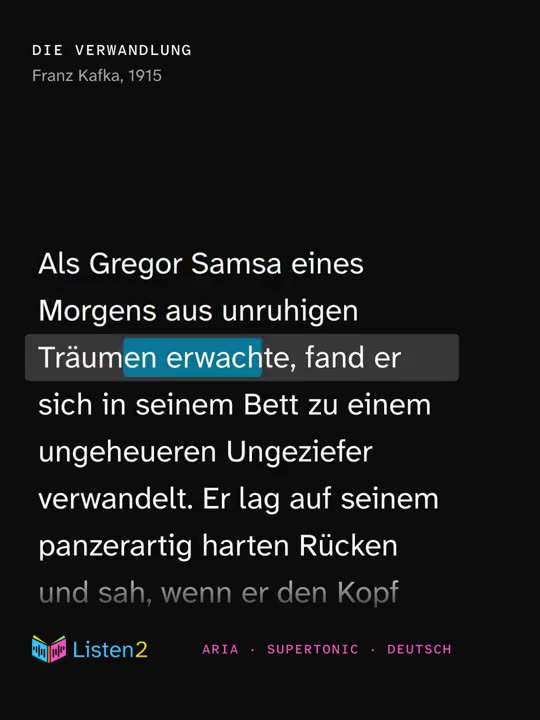 DIE VERWANDLUNG
Franz Kafka, 1915
Als Gregor Samsa eines
Morgens aus unruhigen
Träumen erwachte, fand er
sich in seinem Bett zu einem
ungeheueren Ungeziefer
verwandelt. Er lag auf seinem
panzerartig harten Rücken
und sah, wenn er den Kopf
Listen2
ARIA · SUPERTONIC · DEUTSCH